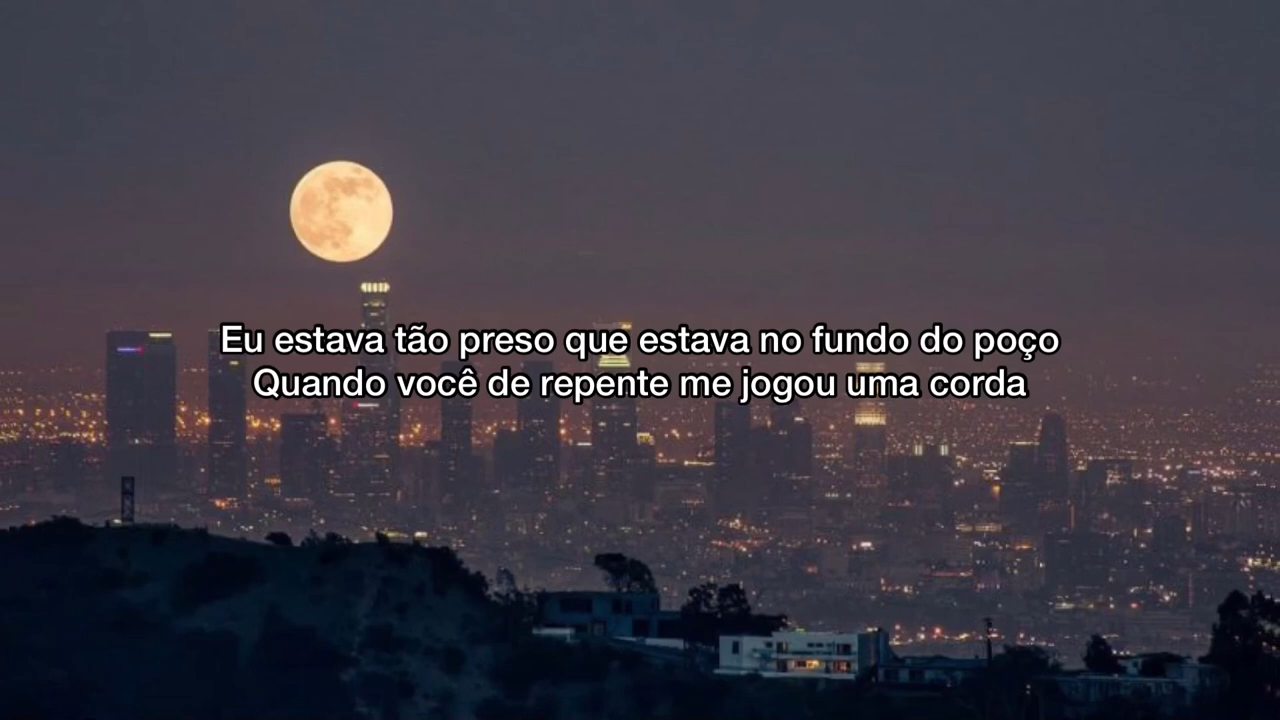 Eu estava tão preso que estava no fundo do poço
Quando você de repente me jogou uma corda